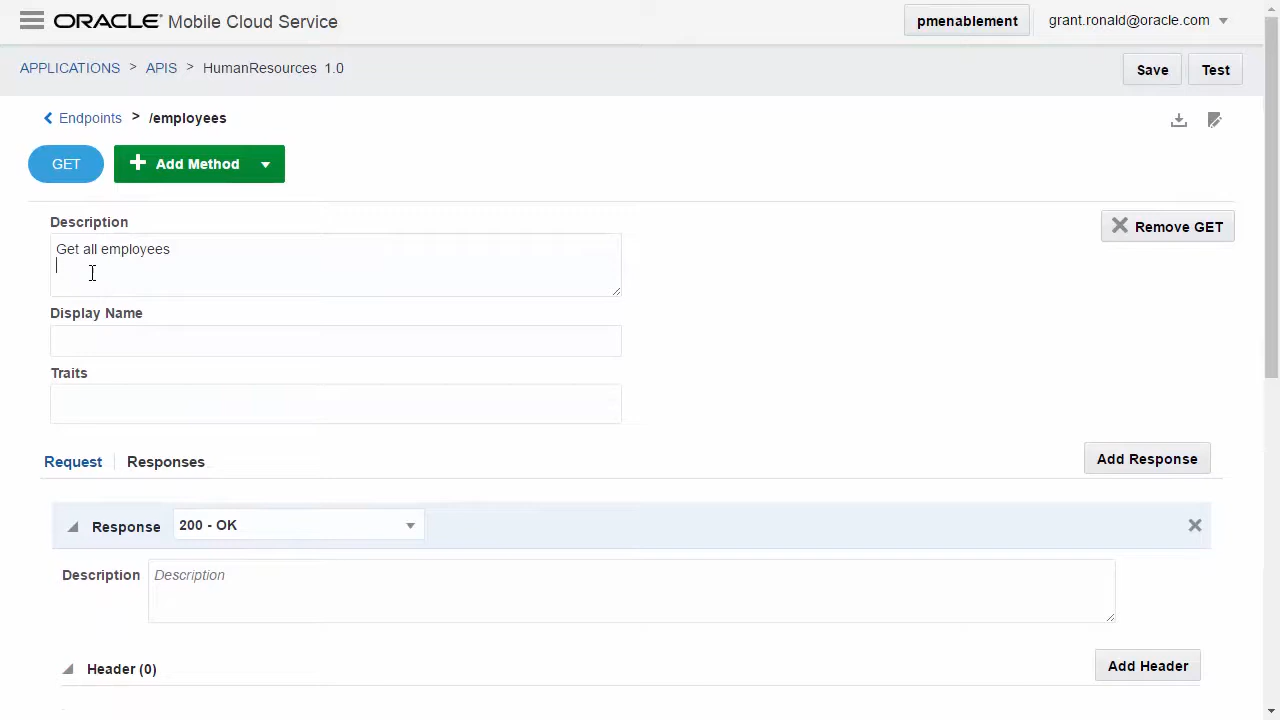 ORACLE Mobile Cloud Service
pmenablement
grant.ronald@oracle.com
APPLICATIONS > APIS > HumanResources 1.0
Save
Test
Endpoints > /employees
GET
Add Method
Description
Get all employees
Remove GET
Display Name
Traits
Request
Responses
Add Response
Response
200 - OK
Description
Description
Header (0)
Add Header